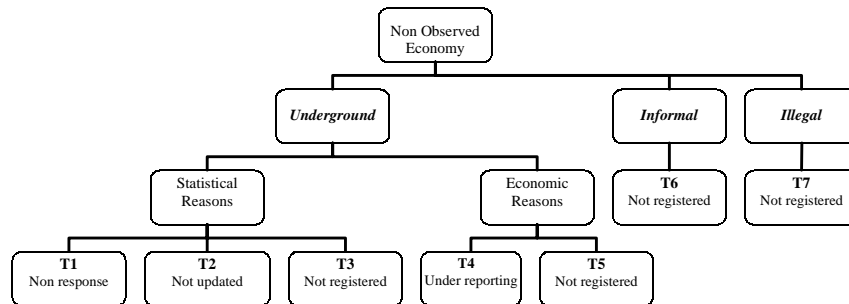 Non Observed
Economy
Underground
Informal
Illegal
Statistical
Reasons
Economic
Reasons
T6
Not registered
T7
Not registered
T1
Non response
T2
Not updated
T3
Not registered
T4
Under reporting
T5
Not registered